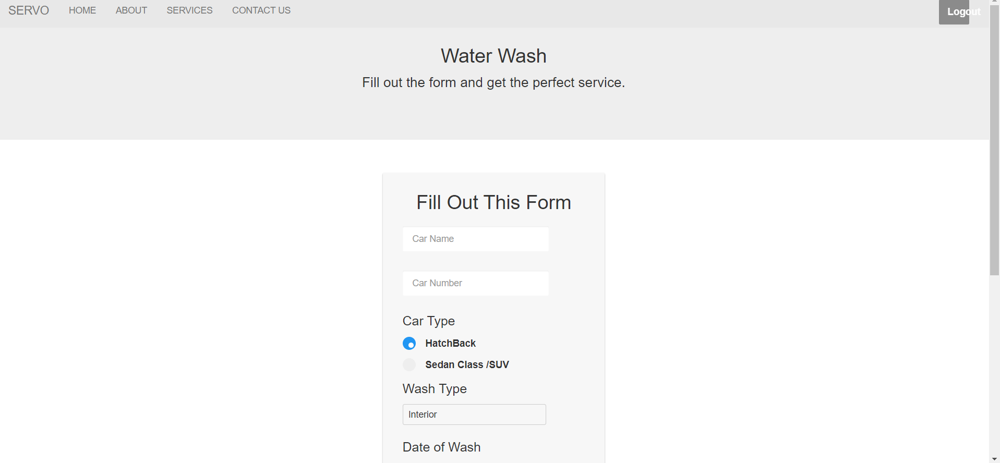 SERVO HOME ABOUT SERVICES CONTACT US Logout
Water Wash
Fill out the form and get the perfect service.
Fill Out This Form
Car Name
Car Number
Car Type
HatchBack
Sedan Class /SUV
Wash Type
Interior
Date of Wash